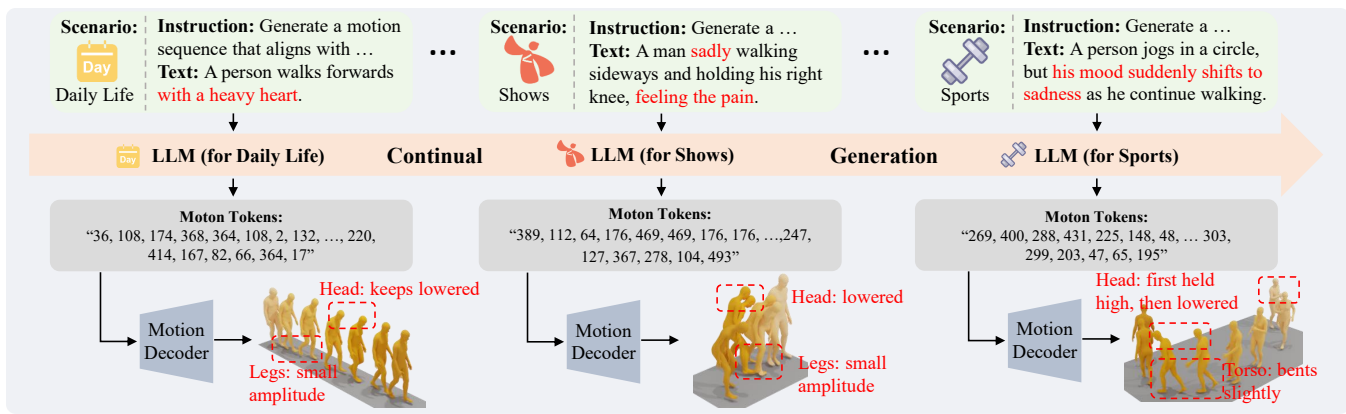 Scenario:
Day
Daily Life
Instruction: Generate a motion
sequence that aligns with …
Text: A person walks forwards
with a heavy heart.
...
Scenario:
Shows
Instruction: Generate a …
Text: A man sadly walking
sideways and holding his right
knee, feeling the pain.
...
Scenario:
Sports
Instruction: Generate a …
Text: A person jogs in a circle,
but his mood suddenly shifts to
sadness as he continue walking.
Day LLM (for Daily Life) Continual LLM (for Shows) Generation LLM (for Sports)
Moton Tokens:
“36, 108, 174, 368, 364, 108, 2, 132, …, 220,
414, 167, 82, 66, 364, 17”
Moton Tokens:
“389, 112, 64, 176, 469, 469, 176, 176, …,247,
127, 367, 278, 104, 493”
Moton Tokens:
“269, 400, 288, 431, 225, 148, 48, … 303,
299, 203, 47, 65, 195”
Motion
Decoder
Head: keeps lowered
Legs: small
amplitude
Motion
Decoder
Head: lowered
Legs: small
amplitude
Motion
Decoder
Head: first held
high, then lowered
Torso: bents
slightly